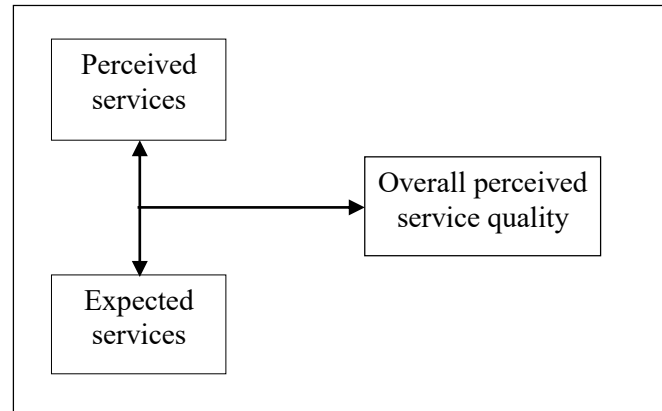 Perceived
services
Overall perceived
service quality
Expected
services